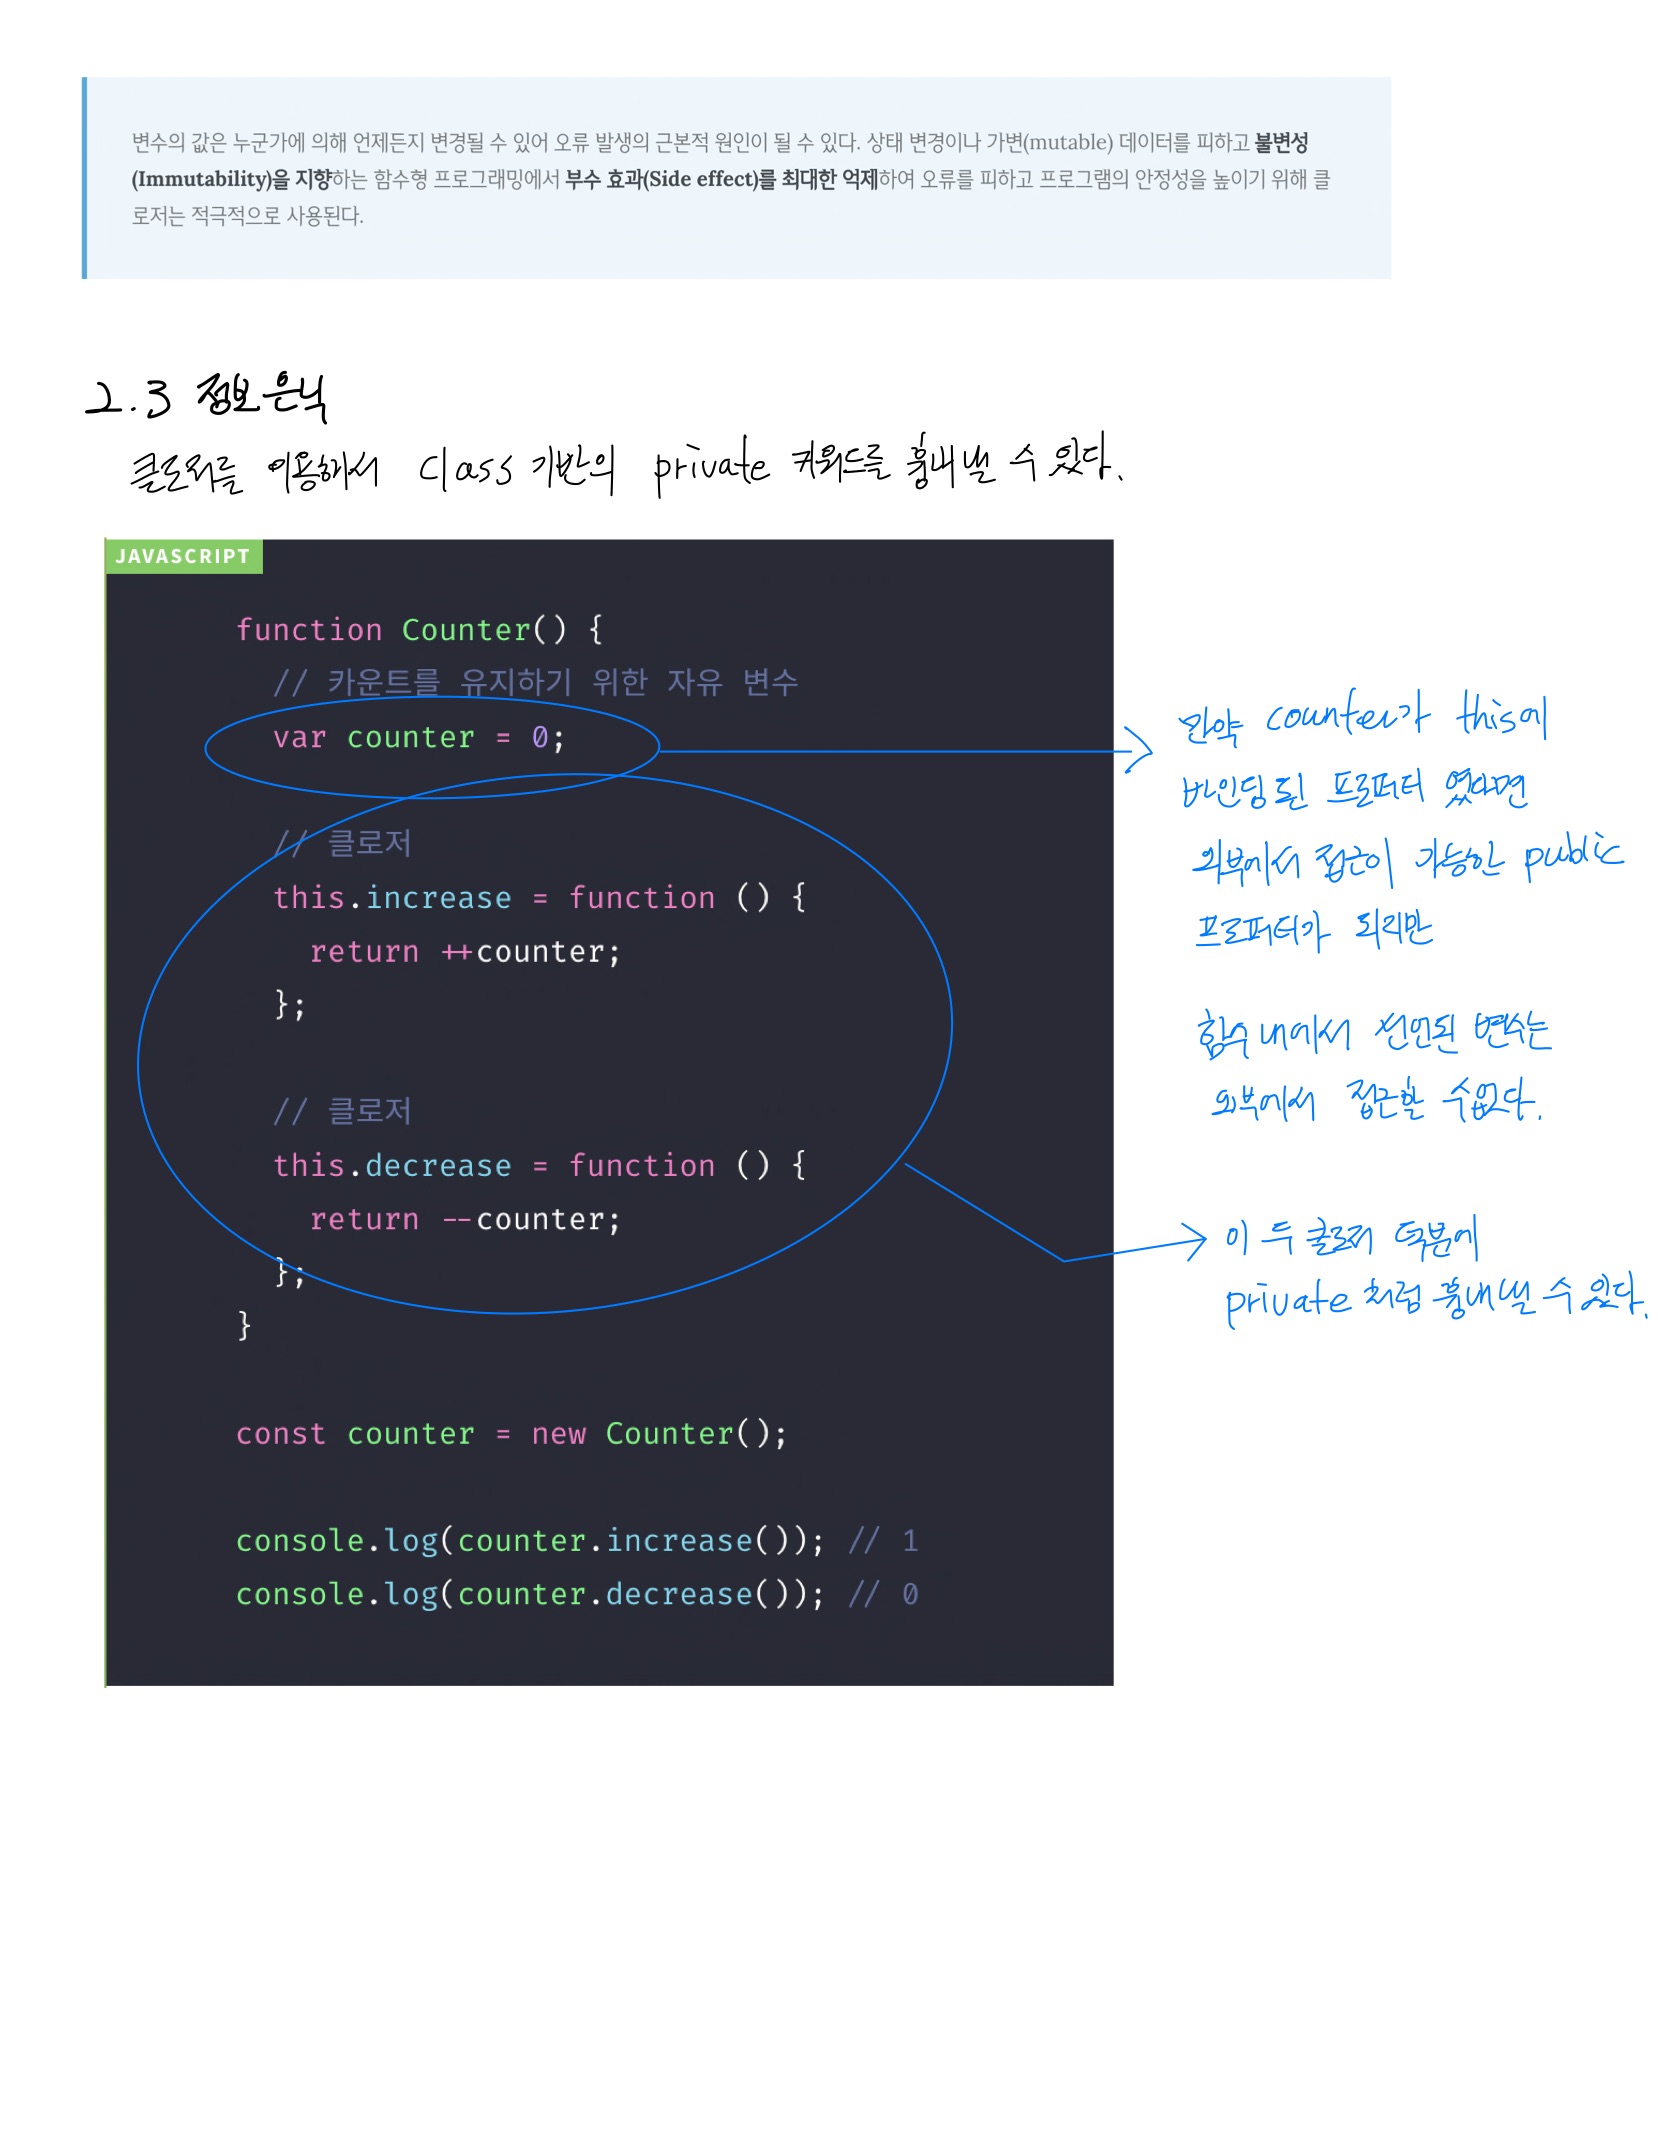 변수의 값은 누군가에 의해 언제든지 변경될 수 있어 오류 발생의 근본적 원인이 될 수 있다. 상태 변경이나 가변(mutable) 데이터를 피하고 불변성
(Immutability)을 지향하는 함수형 프로그래밍에서 부수 효과(Side effect)를 최대한 억제하여 오류를 피하고 프로그램의 안정성을 높이기 위해 클
로저는 적극적으로 사용된다.
2.3 정보은닉
클로저를 이용해서 Class 기반의 private 키워드를 흉내낼 수 있다.
JAVASCRIPT
function Counter() {
// 카운트를 유지하기 위한 자유 변수
var counter = 0;
// 클로저
this.increase = function () {
return ++counter;
};
// 클로저
this.decrease = function () {
return --counter;
};
}
const counter = new Counter();
console.log(counter.increase()); // 1
console.log(counter.decrease()); // 0
만약 counter가 this에
바인딩된 프로퍼티 였다면
외부에서 접근이 가능한 public
프로퍼티가 되리만
함수 내에서 선언된 변수는
외부에서 접근할 수없다.
이 두 클로저 덕분에
private 처럼 흉내낼 수 있다.